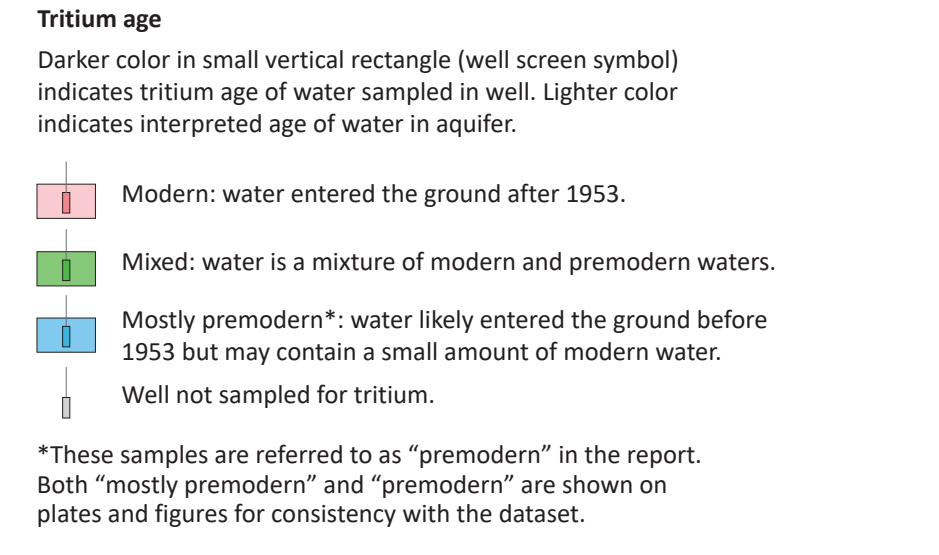 Tritium age
Darker color in small vertical rectangle (well screen symbol)
indicates tritium age of water sampled in well. Lighter color
indicates interpreted age of water in aquifer.
Modern: water entered the ground after 1953.
Mixed: water is a mixture of modern and premodern waters.
Mostly premodern*: water likely entered the ground before
1953 but may contain a small amount of modern water.
Well not sampled for tritium.
*These samples are referred to as “premodern” in the report.
Both “mostly premodern” and “premodern” are shown on
plates and figures for consistency with the dataset.